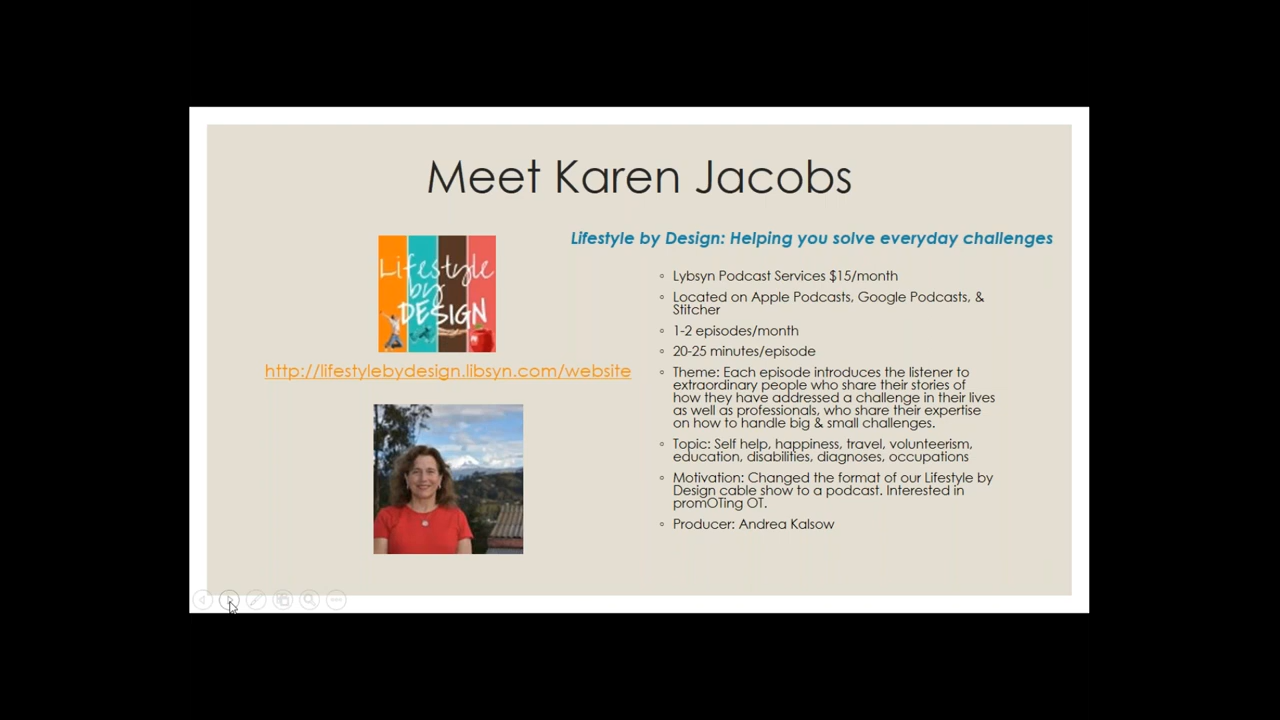 Meet Karen Jacobs
Lifestyle
by
DESIGN
http://lifestylebydesign.libsyn.com/website
Lifestyle by Design: Helping you solve everyday challenges
◦ Lybsyn Podcast Services $15/month
◦ Located on Apple Podcasts, Google Podcasts, &
Stitcher
◦ 1-2 episodes/month
◦ 20-25 minutes/episode
◦ Theme: Each episode introduces the listener to
extraordinary people who share their stories of
how they have addressed a challenge in their lives
as well as professionals, who share their expertise
on how to handle big & small challenges.
◦ Topic: Self help, happiness, travel, volunteerism,
education, disabilities, diagnoses, occupations
◦ Motivation: Changed the format of our Lifestyle by
Design cable show to a podcast. Interested in
promOTing OT.
◦ Producer: Andrea Kalsow